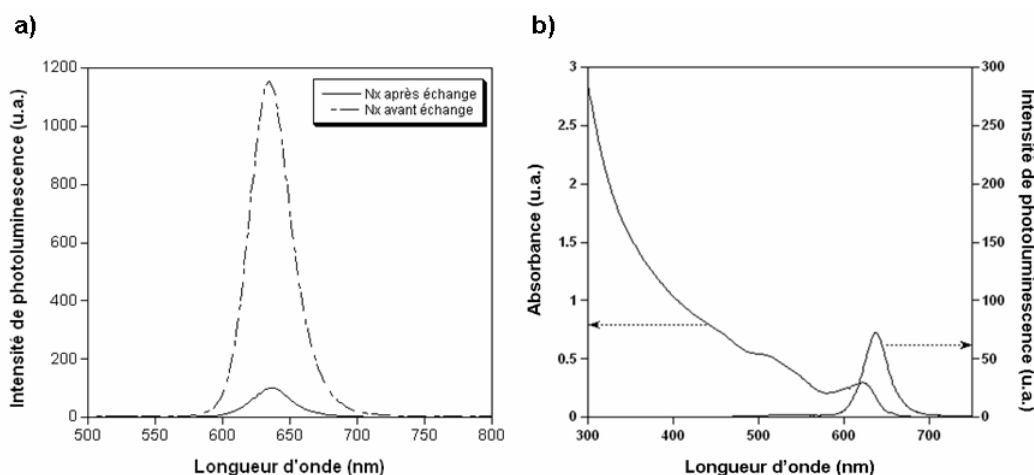 a)
Intensité de photoluminescence (u.a.)
1200
1000
800
600
400
200
0
500 550 600 650 700 750 800
Longueur d'onde (nm)
Nx après échange
Nx avant échange
b)
Absorbance (u.a.)
3
2.5
2
1.5
1
0.5
0
300 400 500 600 700
Longueur d'onde (nm)
300
250
200
150
100
50
0
Intensité de photoluminescence (u.a.)